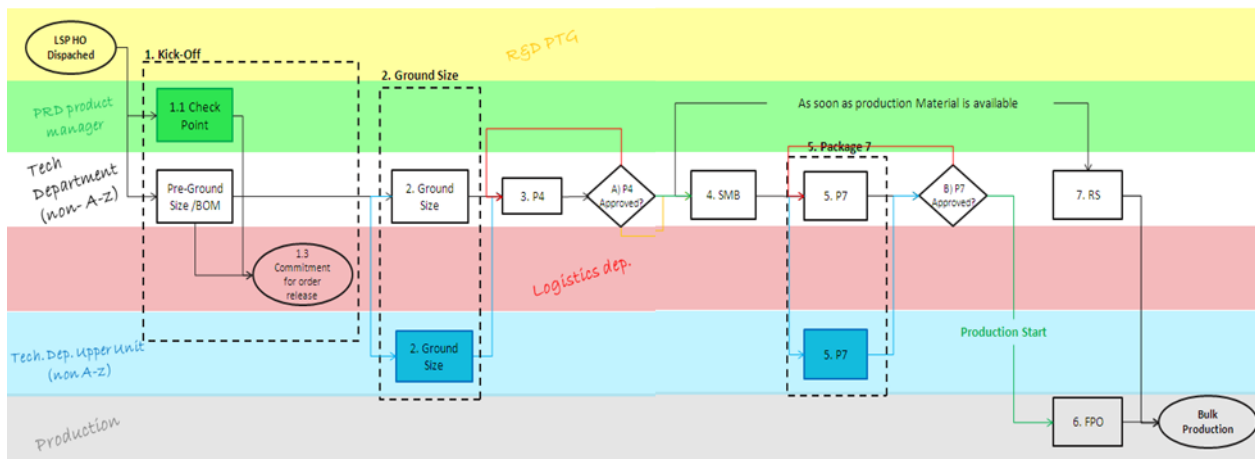 LSP HO
Dispached
1. Kick-Off
R&D PTG
2. Ground Size
PRD product
manager
1.1 Check
Point
As soon as production Material is available
5. Package 7
Tech
Department
(non- A-Z)
Pre-Ground
Size /BOM
2. Ground
Size
3. P4
A) P4
Approved?
4. SMB
5. P7
B) P7
Approved?
7. RS
1.3
Commitment
for order
release
Logistics dep.
Production Start
Tech. Dep. Upper Unit
(non A-Z)
2. Ground
Size
5. P7
Production
6. FPO
Bulk
Production